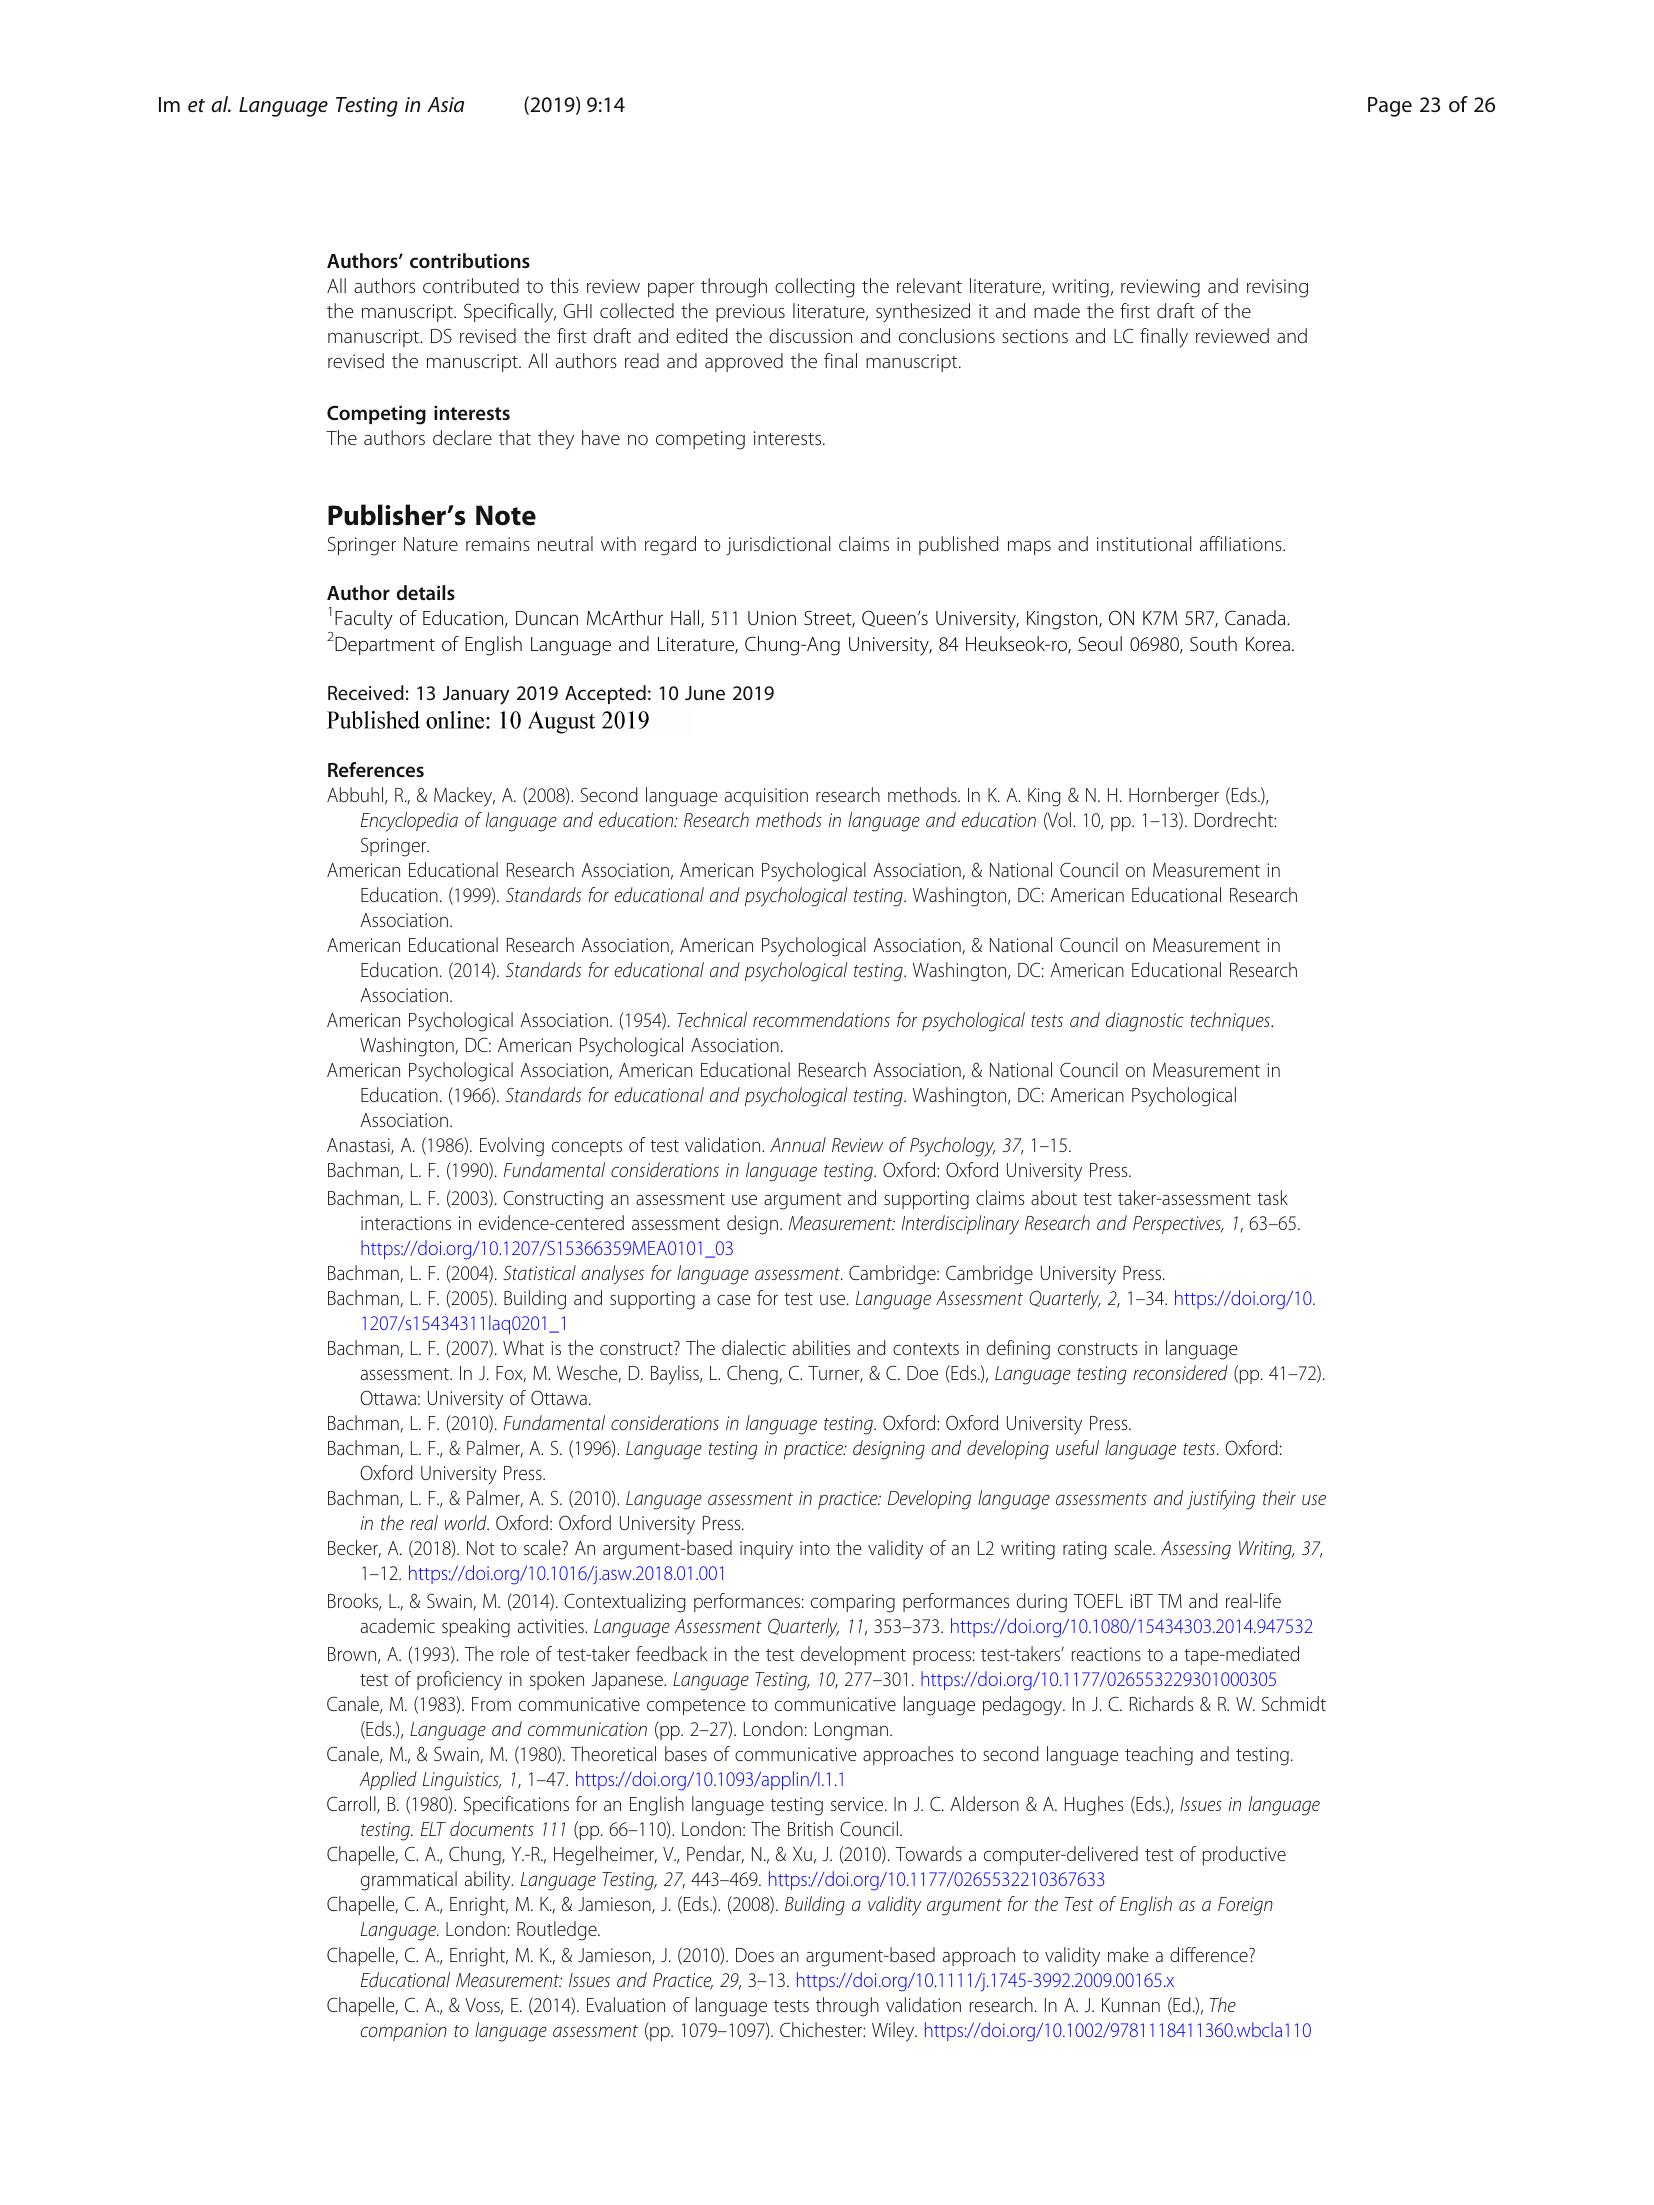 Im et al. Language Testing in Asia (2019) 9:14 Page 23 of 26
Authors’ contributions
All authors contributed to this review paper through collecting the relevant literature, writing, reviewing and revising
the manuscript. Specifically, GHI collected the previous literature, synthesized it and made the first draft of the
manuscript. DS revised the first draft and edited the discussion and conclusions sections and LC finally reviewed and
revised the manuscript. All authors read and approved the final manuscript.
Competing interests
The authors declare that they have no competing interests.
Publisher’s Note
Springer Nature remains neutral with regard to jurisdictional claims in published maps and institutional affiliations.
Author details
1Faculty of Education, Duncan McArthur Hall, 511 Union Street, Queen’s University, Kingston, ON K7M 5R7, Canada.
2Department of English Language and Literature, Chung-Ang University, 84 Heukseok-ro, Seoul 06980, South Korea.
Received: 13 January 2019 Accepted: 10 June 2019
Published online: 10 August 2019
References
Abbuhl, R., & Mackey, A. (2008). Second language acquisition research methods. In K. A. King & N. H. Hornberger (Eds.),
Encyclopedia of language and education: Research methods in language and education (Vol. 10, pp. 1–13). Dordrecht:
Springer.
American Educational Research Association, American Psychological Association, & National Council on Measurement in
Education. (1999). Standards for educational and psychological testing. Washington, DC: American Educational Research
Association.
American Educational Research Association, American Psychological Association, & National Council on Measurement in
Education. (2014). Standards for educational and psychological testing. Washington, DC: American Educational Research
Association.
American Psychological Association. (1954). Technical recommendations for psychological tests and diagnostic techniques.
Washington, DC: American Psychological Association.
American Psychological Association, American Educational Research Association, & National Council on Measurement in
Education. (1966). Standards for educational and psychological testing. Washington, DC: American Psychological
Association.
Anastasi, A. (1986). Evolving concepts of test validation. Annual Review of Psychology, 37, 1–15.
Bachman, L. F. (1990). Fundamental considerations in language testing. Oxford: Oxford University Press.
Bachman, L. F. (2003). Constructing an assessment use argument and supporting claims about test taker-assessment task
interactions in evidence-centered assessment design. Measurement: Interdisciplinary Research and Perspectives, 1, 63–65.
https://doi.org/10.1207/S15366359MEA0101_03
Bachman, L. F. (2004). Statistical analyses for language assessment. Cambridge: Cambridge University Press.
Bachman, L. F. (2005). Building and supporting a case for test use. Language Assessment Quarterly, 2, 1–34. https://doi.org/10.
1207/s15434311laq0201_1
Bachman, L. F. (2007). What is the construct? The dialectic abilities and contexts in defining constructs in language
assessment. In J. Fox, M. Wesche, D. Bayliss, L. Cheng, C. Turner, & C. Doe (Eds.), Language testing reconsidered (pp. 41–72).
Ottawa: University of Ottawa.
Bachman, L. F. (2010). Fundamental considerations in language testing. Oxford: Oxford University Press.
Bachman, L. F., & Palmer, A. S. (1996). Language testing in practice: designing and developing useful language tests. Oxford:
Oxford University Press.
Bachman, L. F., & Palmer, A. S. (2010). Language assessment in practice: Developing language assessments and justifying their use
in the real world. Oxford: Oxford University Press.
Becker, A. (2018). Not to scale? An argument-based inquiry into the validity of an L2 writing rating scale. Assessing Writing, 37,
1–12. https://doi.org/10.1016/j.asw.2018.01.001
Brooks, L., & Swain, M. (2014). Contextualizing performances: comparing performances during TOEFL iBT TM and real-life
academic speaking activities. Language Assessment Quarterly, 11, 353–373. https://doi.org/10.1080/15434303.2014.947532
Brown, A. (1993). The role of test-taker feedback in the test development process: test-takers’ reactions to a tape-mediated
test of proficiency in spoken Japanese. Language Testing, 10, 277–301. https://doi.org/10.1177/026553229301000305
Canale, M. (1983). From communicative competence to communicative language pedagogy. In J. C. Richards & R. W. Schmidt
(Eds.), Language and communication (pp. 2–27). London: Longman.
Canale, M., & Swain, M. (1980). Theoretical bases of communicative approaches to second language teaching and testing.
Applied Linguistics, 1, 1–47. https://doi.org/10.1093/applin/I.1.1
Carroll, B. (1980). Specifications for an English language testing service. In J. C. Alderson & A. Hughes (Eds.), Issues in language
testing. ELT documents 111 (pp. 66–110). London: The British Council.
Chapelle, C. A., Chung, Y.-R., Hegelheimer, V., Pendar, N., & Xu, J. (2010). Towards a computer-delivered test of productive
grammatical ability. Language Testing, 27, 443–469. https://doi.org/10.1177/0265532210367633
Chapelle, C. A., Enright, M. K., & Jamieson, J. (Eds.). (2008). Building a validity argument for the Test of English as a Foreign
Language. London: Routledge.
Chapelle, C. A., Enright, M. K., & Jamieson, J. (2010). Does an argument-based approach to validity make a difference?
Educational Measurement: Issues and Practice, 29, 3–13. https://doi.org/10.1111/j.1745-3992.2009.00165.x
Chapelle, C. A., & Voss, E. (2014). Evaluation of language tests through validation research. In A. J. Kunnan (Ed.), The
companion to language assessment (pp. 1079–1097). Chichester: Wiley. https://doi.org/10.1002/9781118411360.wbcla110